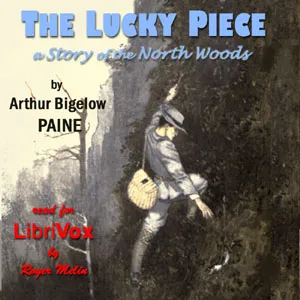 THE LUCKY PIECE
a Story of the North Woods
by
Arthur Bigelow
PAINE
read for
LibriVox
by
Roger Melin